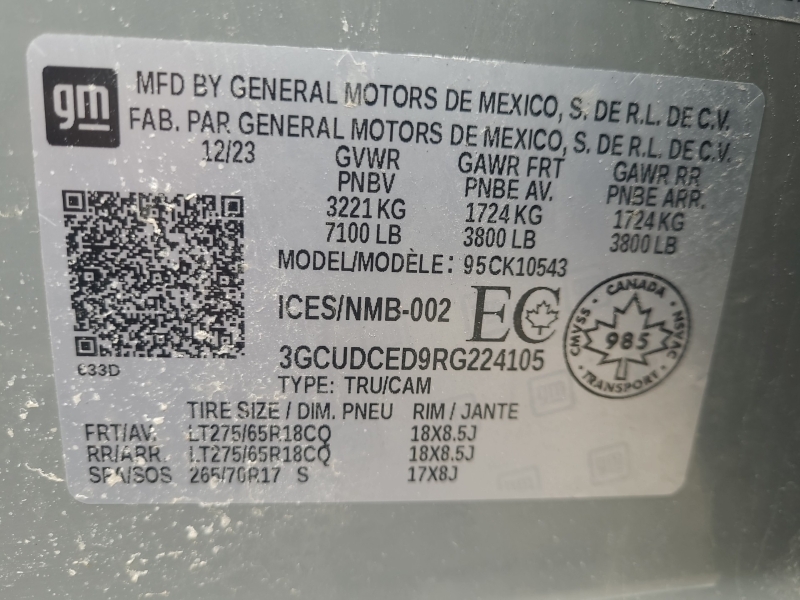 gm
MFD BY GENERAL MOTORS DE MEXICO, S. DE R.L. DE C.V.
FAB. PAR GENERAL MOTORS DE MEXICO, S. DE R.L. DE C.V.
12/23 GVWR GAWR FRT GAWR RR
PNBV PNBE AV. PNBE ARR.
3221 KG 1724 KG 1724 KG
7100 LB 3800 LB 3800 LB
MODEL/MODÈLE: 95CK10543
ICES/NMB-002 EC
CANADA
CMVSS 985 NSVAC
TRANSPORT
3GCUDCED9RG224105
633D
TYPE: TRU/CAM
TIRE SIZE / DIM. PNEU RIM / JANTE
FRT/AV. LT275/65R18CQ 18X8.5J
RR/ARR. LT275/65R18CQ 18X8.5J
SPA/SOS 265/70R17 S 17X8J